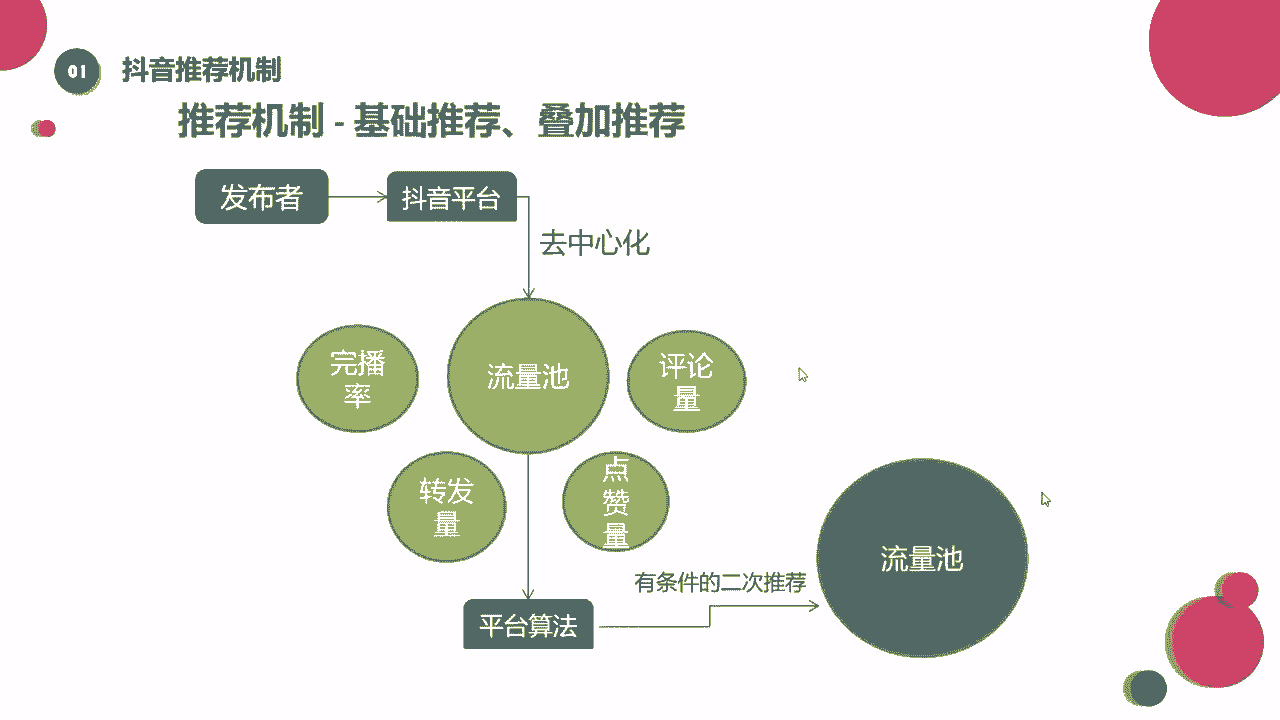 01
抖音推荐机制
推荐机制 - 基础推荐、叠加推荐
发布者
抖音平台
去中心化
完播
率
流量池
评论
量
转发
量
点
赞
量
有条件的二次推荐
流量池
平台算法